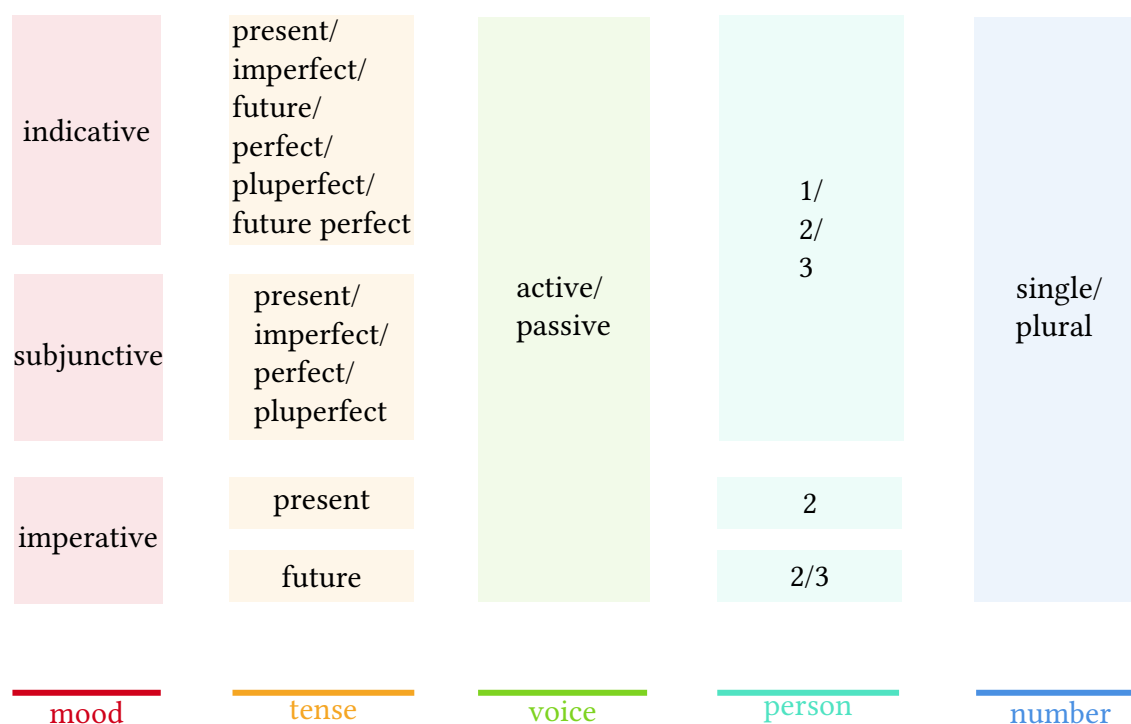 indicative
present/
imperfect/
future/
perfect/
pluperfect/
future perfect
subjunctive
present/
imperfect/
perfect/
pluperfect
imperative
present
future
active/
passive
1/
2/
3
2
2/3
single/
plural
mood
tense
voice
person
number